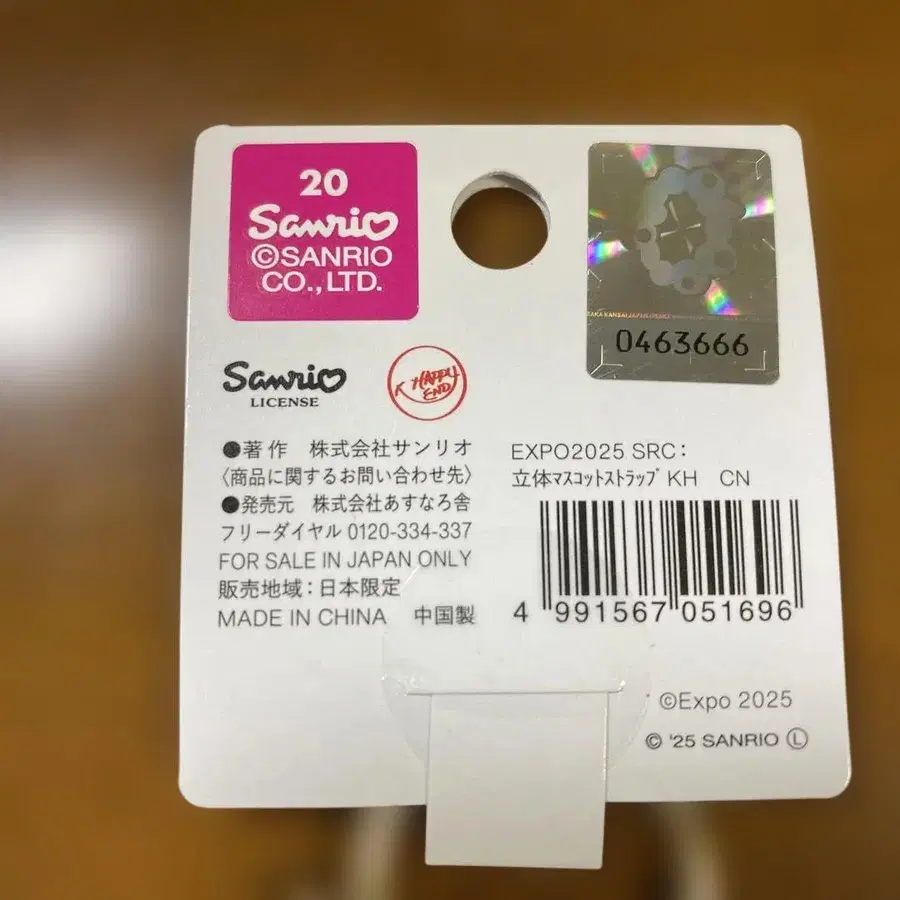 20
Sanrio
©SANRIO
CO.,LTD.
0463666
Sanrio
LICENSE
K HAPPY
END
●著作 株式会社サンリオ
〈商品に関するお問い合わせ先〉
●発売元 株式会社あすなろ舎
フリーダイヤル 0120-334-337
FOR SALE IN JAPAN ONLY
販売地域：日本限定
MADE IN CHINA 中国製
EXPO2025 SRC：
立体ﾏｽｺｯﾄｽﾄﾗｯﾌﾟ KH CN
4 991567 051696
©Expo 2025
© '25 SANRIO Ⓛ